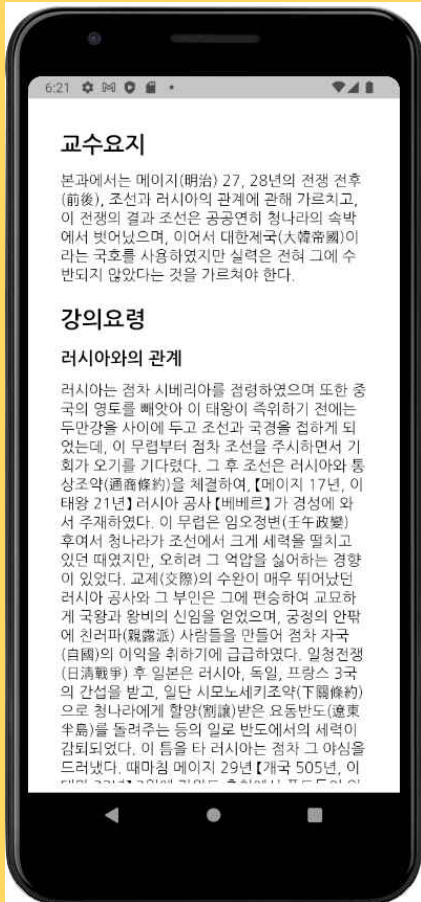 6:21
교수요지
본과에서는 메이지(明治) 27, 28년의 전쟁 전후
(前後), 조선과 러시아의 관계에 관해 가르치고,
이 전쟁의 결과 조선은 공공연히 청나라의 속박
에서 벗어났으며, 이어서 대한제국(大韓帝國)이
라는 국호를 사용하였지만 실력은 전혀 그에 수
반되지 않았다는 것을 가르쳐야 한다.
강의요령
러시아와의 관계
러시아는 점차 시베리아를 점령하였으며 또한 중
국의 영토를 빼앗아 이 태왕이 즉위하기 전에는
두만강을 사이에 두고 조선과 국경을 접하게 되
었는데, 이 무렵부터 점차 조선을 주시하면서 기
회가 오기를 기다렸다. 그 후 조선은 러시아와 통
상조약(通商條約)을 체결하여,【메이지 17년, 이
태왕 21년】러시아 공사【베베르】가 경성에 와
서 주재하였다. 이 무렵은 임오정변(壬午政變)
후여서 청나라가 조선에서 크게 세력을 떨치고
있던 때였지만, 오히려 그 억압을 싫어하는 경향
이 있었다. 교제(交際)의 수완이 매우 뛰어났던
러시아 공사와 그 부인은 그에 편승하여 교묘하
게 국왕과 왕비의 신임을 얻었으며, 궁정의 안팎
에 친러파(親露派) 사람들을 만들어 점차 자국
(自國)의 이익을 취하기에 급급하였다. 일청전쟁
(日淸戰爭) 후 일본은 러시아, 독일, 프랑스 3국
의 간섭을 받고, 일단 시모노세키조약(下關條約)
으로 청나라에게 할양(割讓)받은 요동반도(遼東
半島)를 돌려주는 등의 일로 반도에서의 세력이
감퇴되었다. 이 틈을 타 러시아는 점차 그 야심을
드러냈다. 때마침 메이지 29년【개국 505년, 이